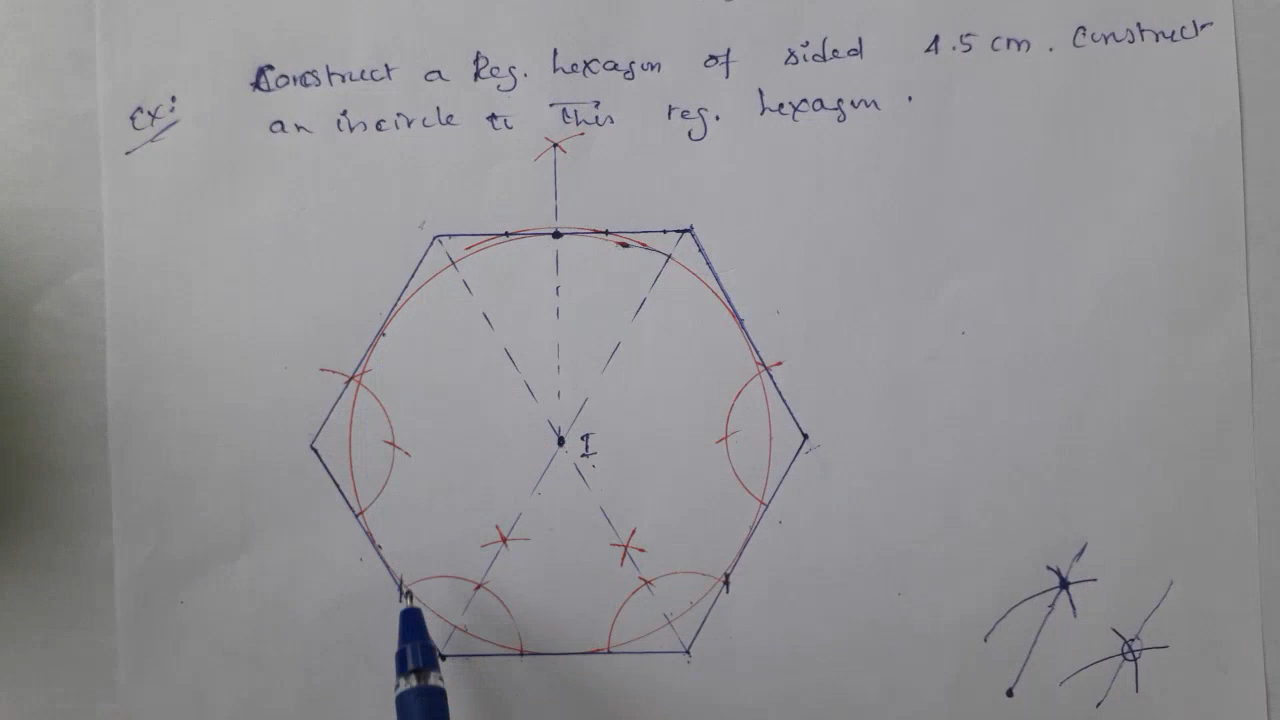 Construct a Reg. hexagon of sided 4.5 cm. Construct
Ex: an incircle to This reg. hexagon.
I